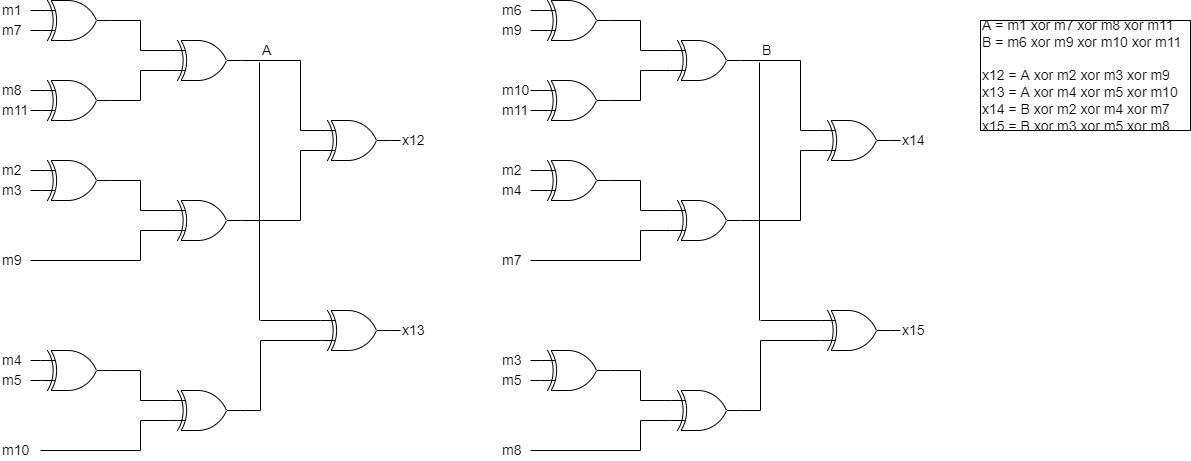 m1
m7
A
m8
m11
x12
m2
m3
m9
x13
m4
m5
m10
m6
m9
B
m10
m11
x14
m2
m4
m7
x15
m3
m5
m8
A = m1 xor m7 xor m8 xor m11
B = m6 xor m9 xor m10 xor m11
x12 = A xor m2 xor m3 xor m9
x13 = A xor m4 xor m5 xor m10
x14 = B xor m2 xor m4 xor m7
x15 = B xor m3 xor m5 xor m8